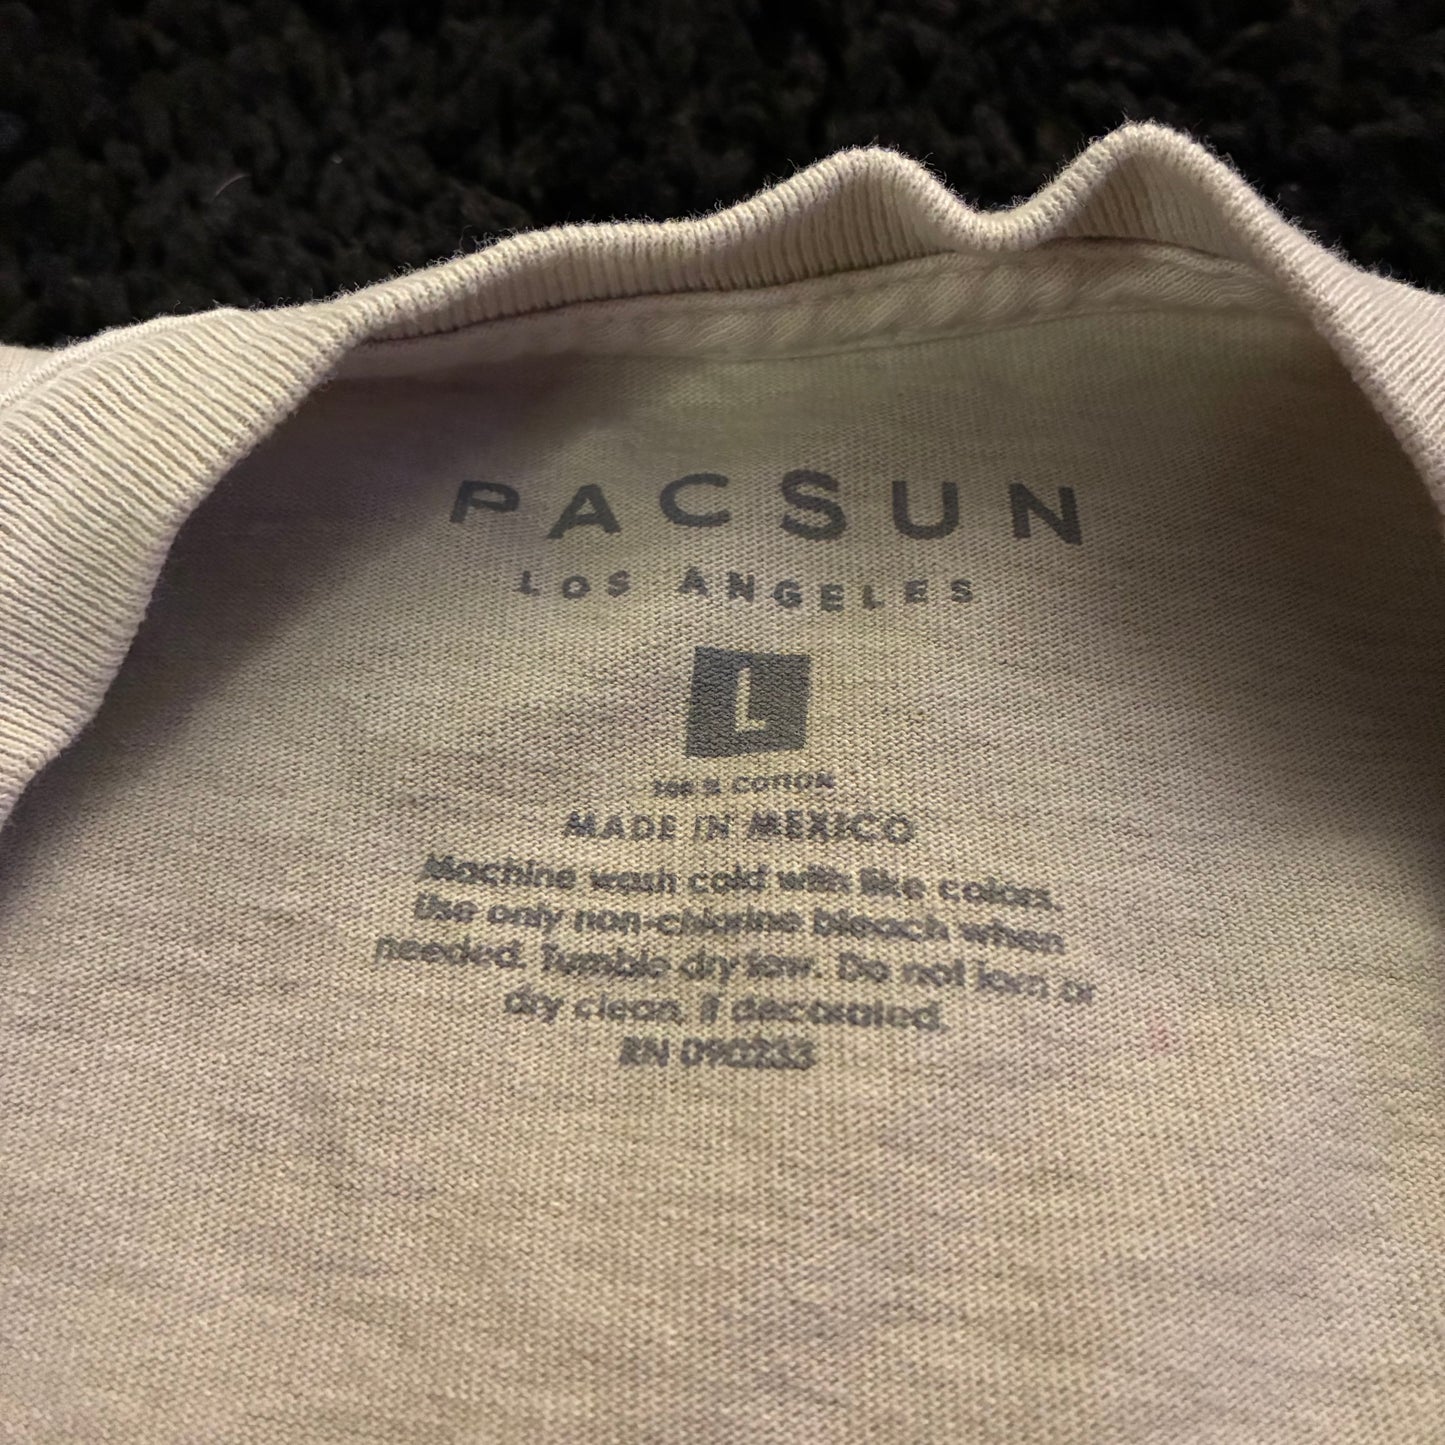 PACSUN
LOS ANGELES
L
100% COTTON
MADE IN MEXICO
Machine wash cold with like colors.
Use only non-chlorine bleach when
needed. Tumble dry low. Do not iron or
dry clean, if decorated.
RN 090233